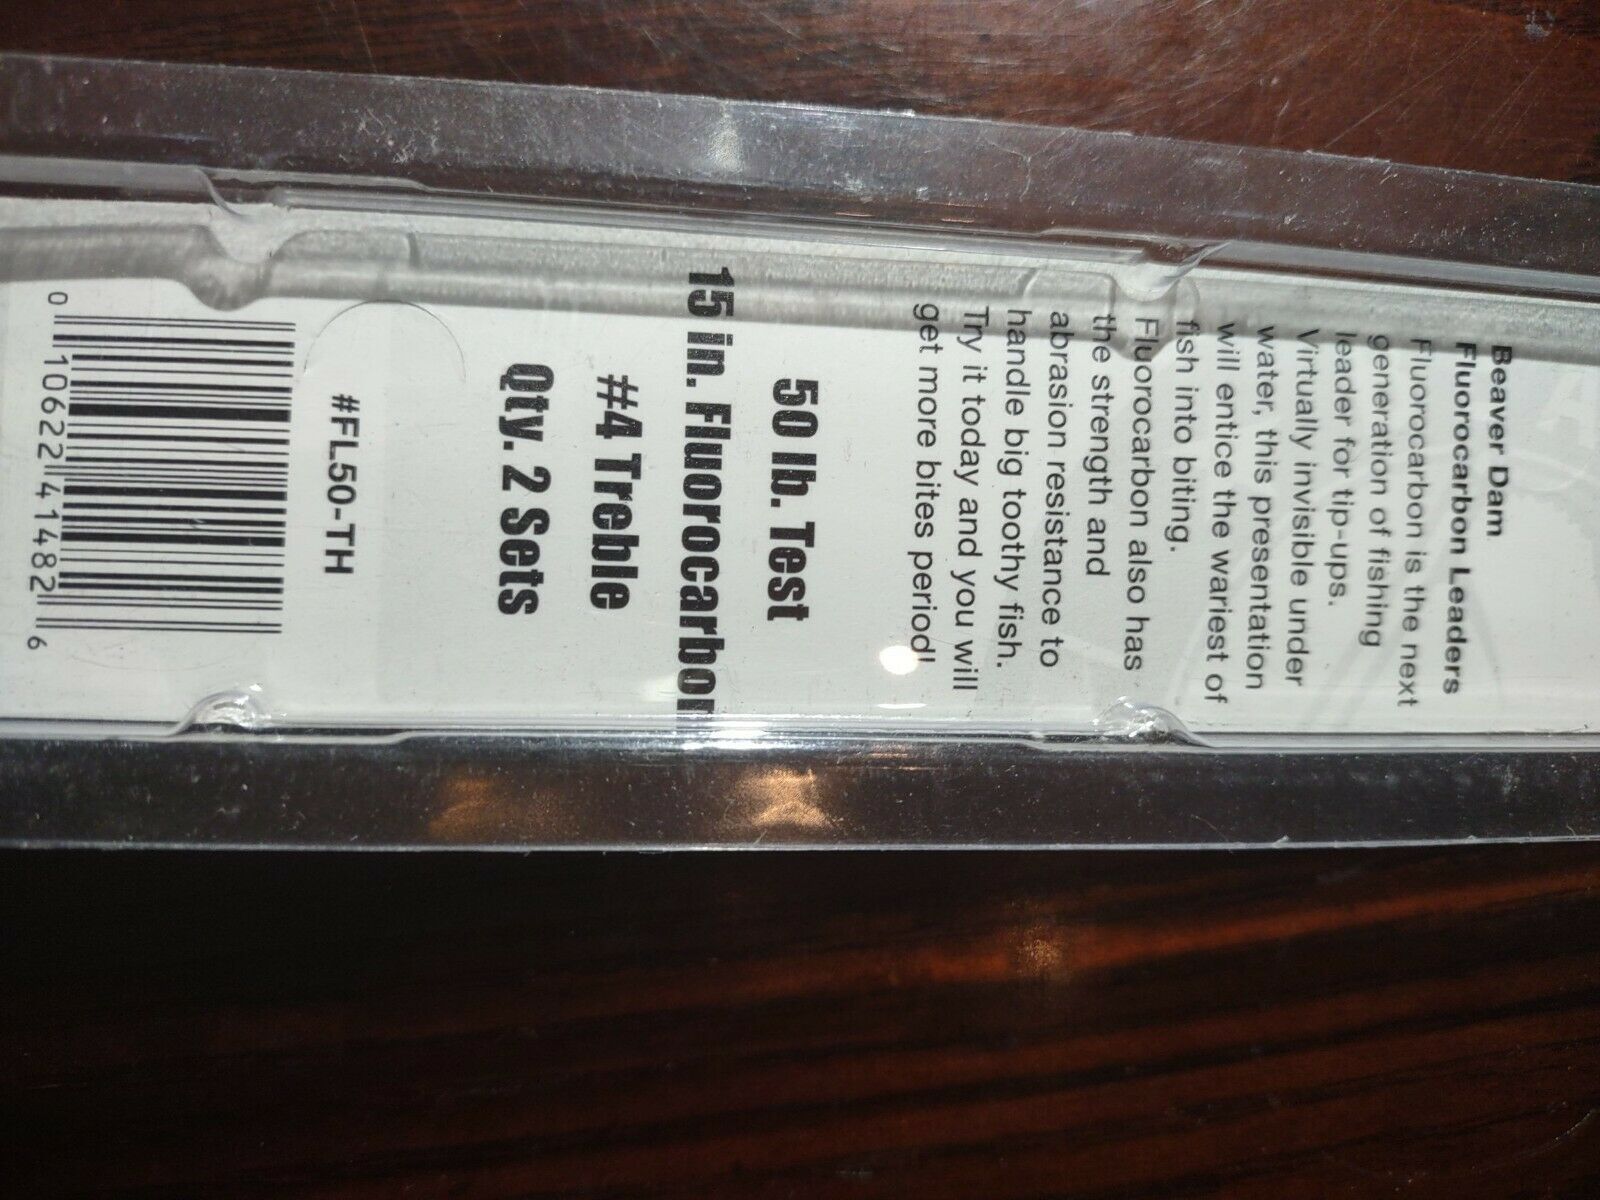 Beaver Dam
Fluorocarbon Leaders
Fluorocarbon is the next
generation of fishing
leader for tip-ups.
Virtually invisible under
water, this presentation
will entice the wariest of
fish into biting.
Fluorocarbon also has
the strength and
abrasion resistance to
handle big toothy fish.
Try it today and you will
get more bites period!
50 lb. Test
15 in. Fluorocarbon
#4 Treble
Qty. 2 Sets
#FL50-TH
0 10622 41482 6